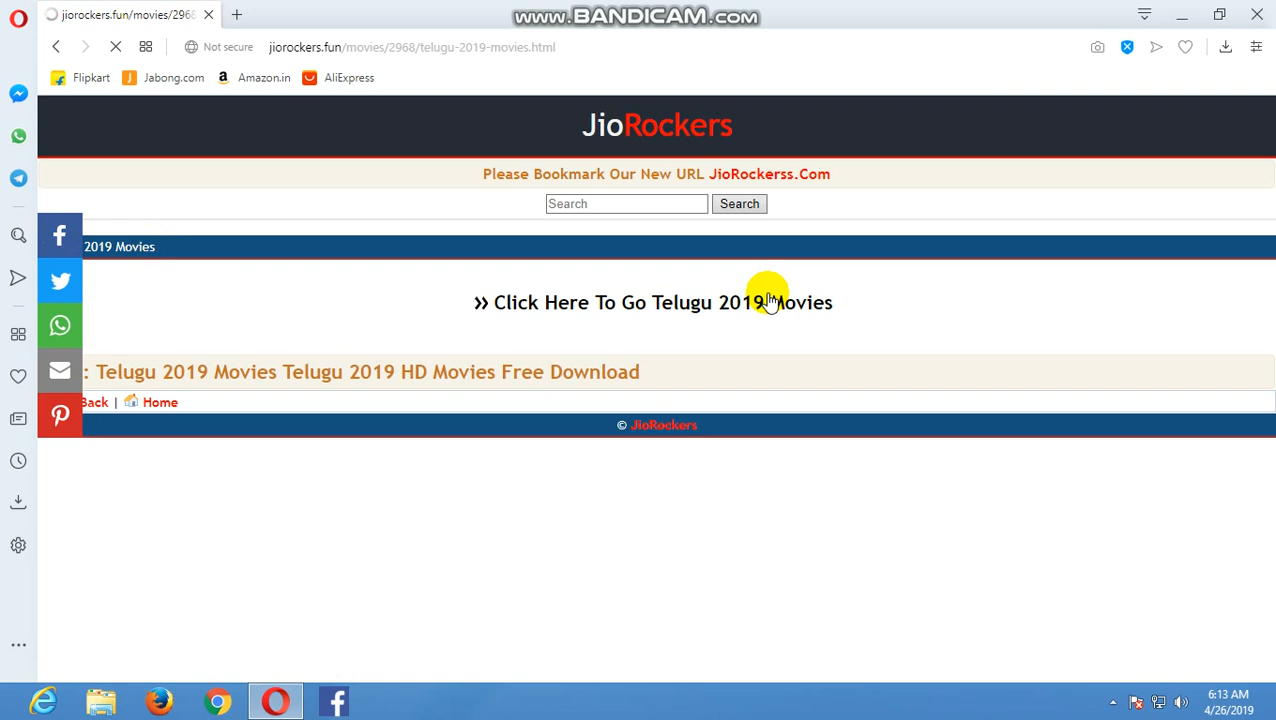 www.BANDICAM.com
jiorockers.fun/movies/2968
Not secure jiorockers.fun/movies/2968/telugu-2019-movies.html
Flipkart Jabong.com Amazon.in AliExpress
JioRockers
Please Bookmark Our New URL JioRockerss.Com
Search Search
2019 Movies
>> Click Here To Go Telugu 2019 Movies
: Telugu 2019 Movies Telugu 2019 HD Movies Free Download
Back | Home
© JioRockers
6:13 AM
4/26/2019